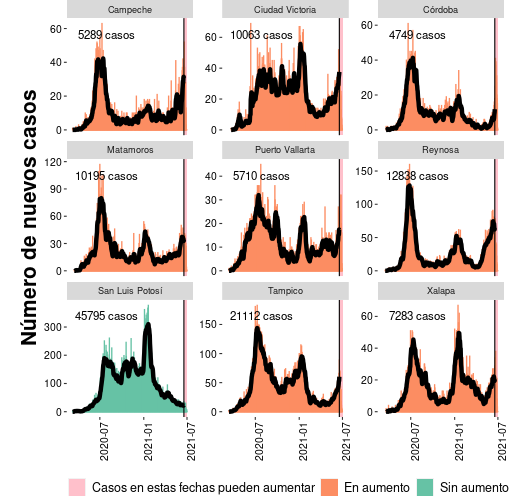 Campeche
Ciudad Victoria
Córdoba
5289 casos
10063 casos
4749 casos
60
40
20
0
60
40
20
0
60
40
20
0
Matamoros
Puerto Vallarta
Reynosa
10195 casos
5710 casos
12838 casos
120
90
60
30
0
40
30
20
10
0
150
100
50
0
San Luis Potosí
Tampico
Xalapa
45795 casos
21112 casos
7283 casos
300
200
100
0
150
100
50
0
60
40
20
0
2020-07
2021-01
2021-07
2020-07
2021-01
2021-07
2020-07
2021-01
2021-07
Número de nuevos casos
Casos en estas fechas pueden aumentar
En aumento
Sin aumento